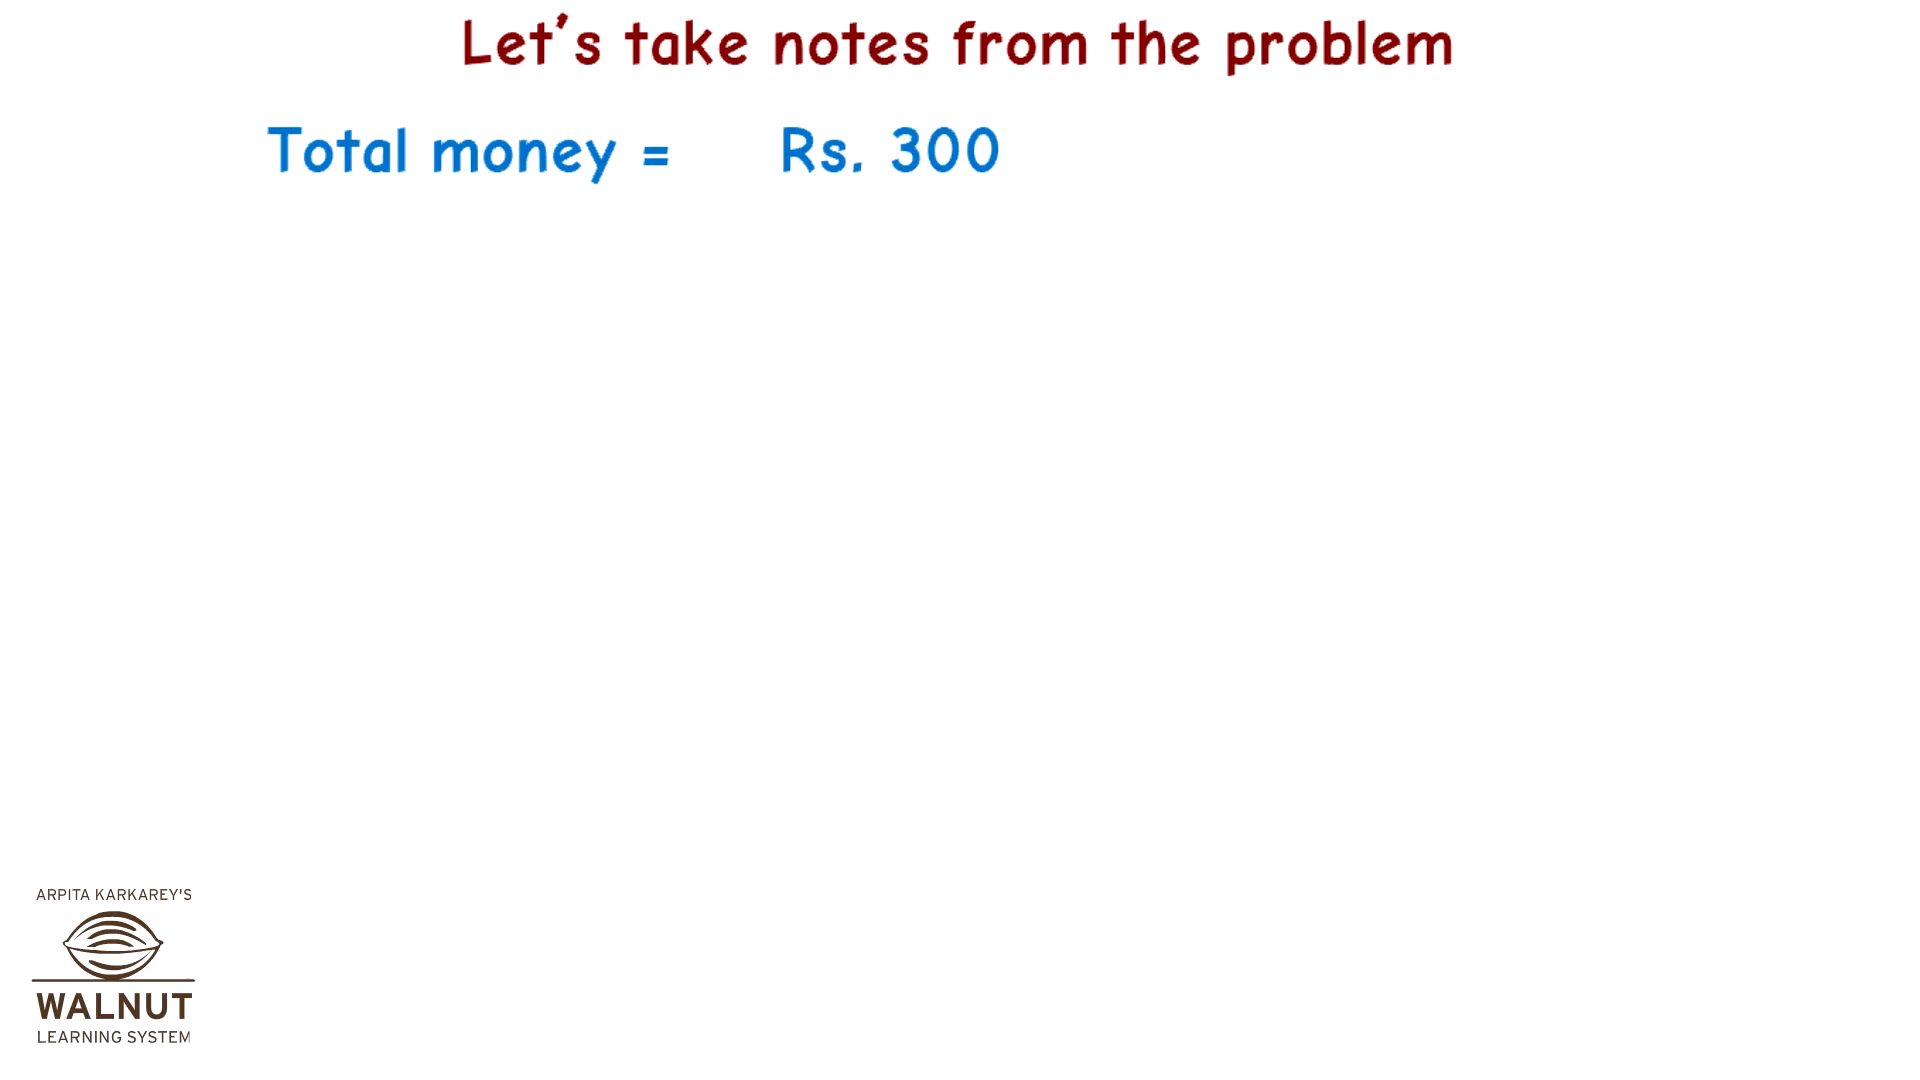 Let's take notes from the problem
Total money = Rs. 300
ARPITA KARKAREY'S
WALNUT
LEARNING SYSTEM